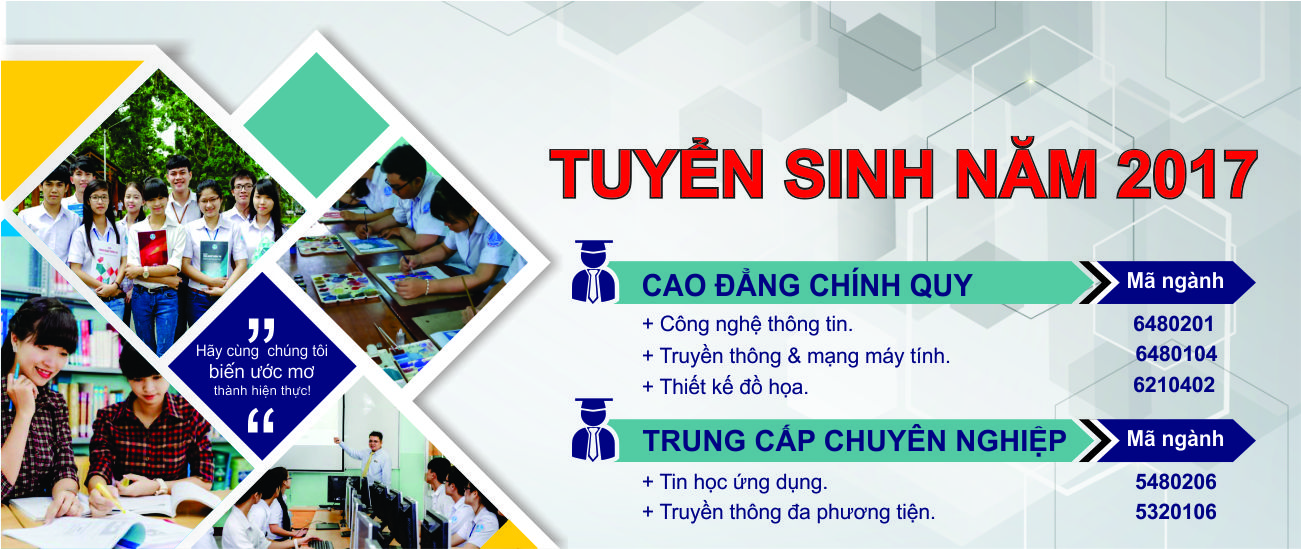 TUYỂN SINH NĂM 2017
CAO ĐẲNG CHÍNH QUY
Mã ngành
+ Công nghệ thông tin.
6480201
+ Truyền thông & mạng máy tính.
6480104
+ Thiết kế đồ họa.
6210402
TRUNG CẤP CHUYÊN NGHIỆP
Mã ngành
+ Tin học ứng dụng.
5480206
+ Truyền thông đa phương tiện.
5320106
”
Hãy cùng chúng tôi
biến ước mơ
thành hiện thực!
“